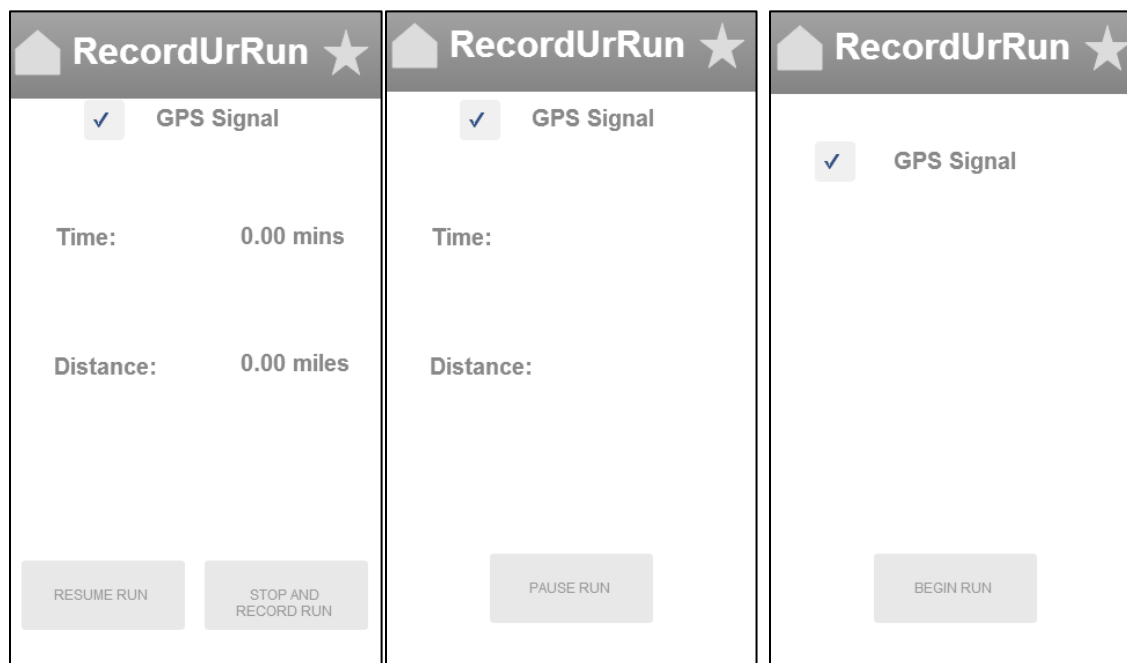 RecordUrRun
GPS Signal
Time: 0.00 mins
Distance: 0.00 miles
RESUME RUN
STOP AND
RECORD RUN
RecordUrRun
GPS Signal
Time:
Distance:
PAUSE RUN
RecordUrRun
GPS Signal
BEGIN RUN